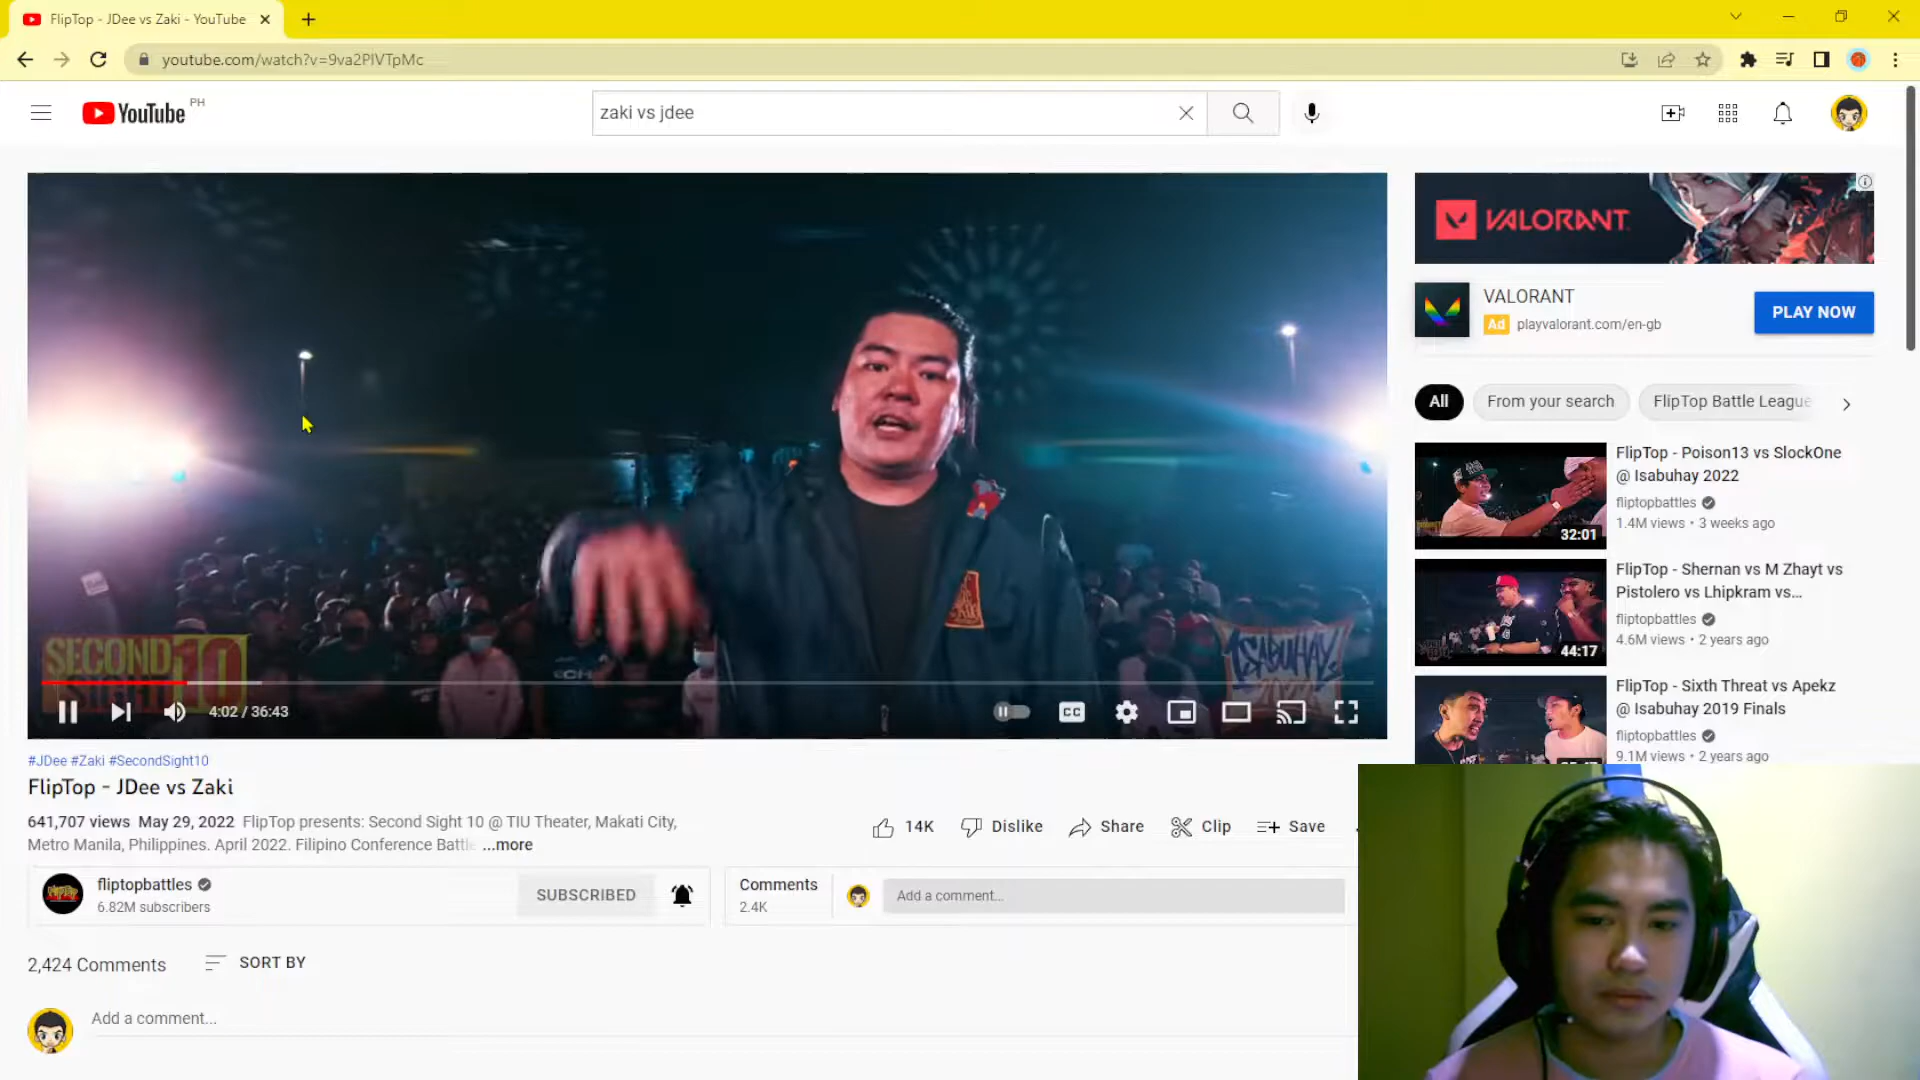 FlipTop - JDee vs Zaki - YouTube
youtube.com/watch?v=9va2PIVTpMc
YouTube PH
zaki vs jdee
VALORANT
VALORANT
Ad playvalorant.com/en-gb
PLAY NOW
All
From your search
FlipTop Battle League
FlipTop - Poison13 vs SlockOne
@ Isabuhay 2022
fliptopbattles
1.4M views • 3 weeks ago
32:01
FlipTop - Shernan vs M Zhayt vs
Pistolero vs Lhipkram vs...
fliptopbattles
4.6M views • 2 years ago
44:17
FlipTop - Sixth Threat vs Apekz
@ Isabuhay 2019 Finals
fliptopbattles
9.1M views • 2 years ago
SECOND
SIGHT 10
ISABUHAY
4:02 / 36:43
CC
#JDee #Zaki #SecondSight10
FlipTop - JDee vs Zaki
641,707 views May 29, 2022 FlipTop presents: Second Sight 10 @ TIU Theater, Makati City,
Metro Manila, Philippines. April 2022. Filipino Conference Battle ...more
14K
Dislike
Share
Clip
Save
fliptopbattles
6.82M subscribers
SUBSCRIBED
Comments
2.4K
Add a comment...
2,424 Comments
SORT BY
Add a comment...